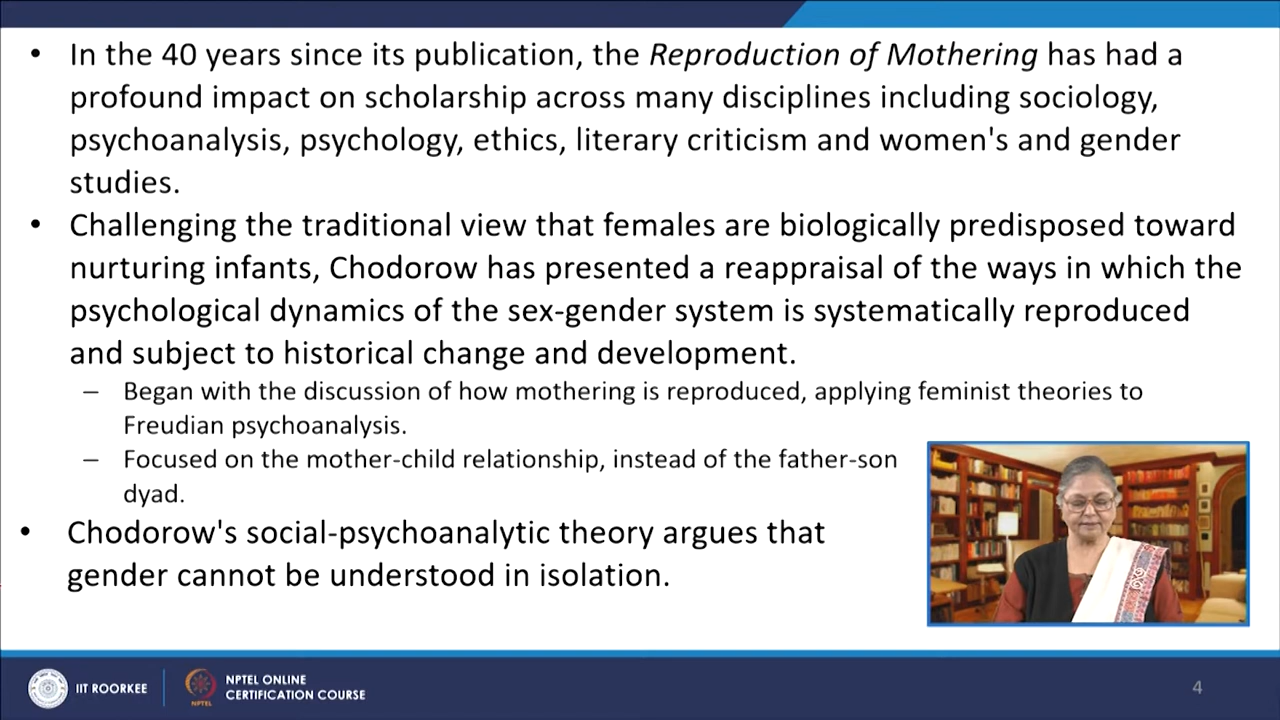 • In the 40 years since its publication, the Reproduction of Mothering has had a
profound impact on scholarship across many disciplines including sociology,
psychoanalysis, psychology, ethics, literary criticism and women's and gender
studies.
• Challenging the traditional view that females are biologically predisposed toward
nurturing infants, Chodorow has presented a reappraisal of the ways in which the
psychological dynamics of the sex-gender system is systematically reproduced
and subject to historical change and development.
– Began with the discussion of how mothering is reproduced, applying feminist theories to
Freudian psychoanalysis.
– Focused on the mother-child relationship, instead of the father-son
dyad.
• Chodorow's social-psychoanalytic theory argues that
gender cannot be understood in isolation.
IIT ROORKEE
NPTEL
NPTEL ONLINE
CERTIFICATION COURSE
4